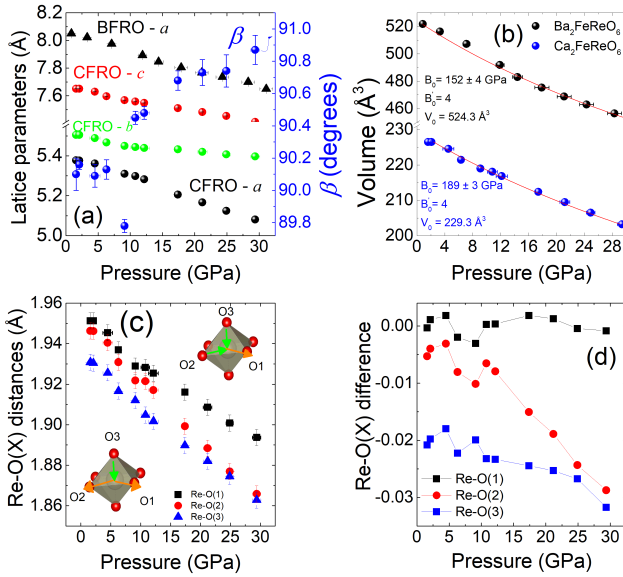 Lattice parameters (Å)
8.0
7.8
7.6
5.4
5.2
5.0
BFRO - a
CFRO - c
CFRO - b
CFRO - a
β
(a)
91.0
90.8
90.6
90.4
90.2
90.0
89.8
β (degrees)
0 5 10 15 20 25 30
Pressure (GPa)
Volume (Å³)
520
500
480
460
230
220
210
200
(b)
Ba₂FeReO₆
Ca₂FeReO₆
B₀= 152 ± 4 GPa
B₀'= 4
V₀ = 524.3 Å³
B₀= 189 ± 3 GPa
B₀'= 4
V₀ = 229.3 Å³
0 4 8 12 16 20 24 28
Pressure (GPa)
Re-O(X) distances (Å)
1.96
1.94
1.92
1.90
1.88
1.86
(c)
O3
O2
O1
O3
O2
O1
Re-O(1)
Re-O(2)
Re-O(3)
0 5 10 15 20 25 30
Pressure (GPa)
Re-O(X) difference
0.00
-0.01
-0.02
-0.03
(d)
Re-O(1)
Re-O(2)
Re-O(3)
0 5 10 15 20 25 30
Pressure (GPa)